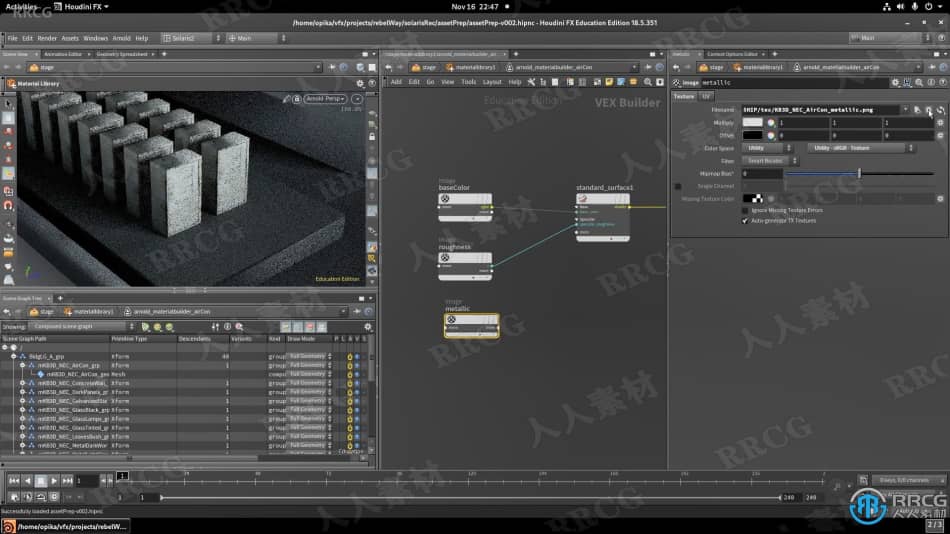 Activities
Houdini FX
Nov 16 22:47
RRCG
/home/opika/vfx/projects/rebelWay/solarisRec/assetPrep/assetPrep-v002.hipnc - Houdini FX Education Edition - 18.5.351
File Edit Render Assets Windows Arnold Help
Solaris2
Main
Main
Scene View
Animation Editor
Geometry Spreadsheet
stage
Material Library
Arnold
Persp
Education Edition
Scene Graph Tree
stage
materiallibrary1
arnold_materialbuilder_airCon
Showing:
Composed scene graph
Scene Graph Path Primitive Type Descendants Variants Kind Draw Mode P L A V S
/
BldgLG_A_grp Xform 48 group Full Geometry
mKB3D_NEC_AirCon_grp Xform 1 group Full Geometry
mKB3D_NEC_AirCon_geo Mesh Full Geometry
Xform 1 group Full Geometry
mKB3D_NEC_DarkPanels_gr Xform 1 group Full Geometry
Xform 1 group Full Geometry
mKB3D_NEC_GlassBlack_grp Xform 1 group Full Geometry
mKB3D_NEC_GlassLamps_gr Xform 1 group Full Geometry
mKB3D_NEC_GlassTinted_gr Xform 1 group Full Geometry
mKB3D_NEC_LeavesBush_gr Xform 1 group Full Geometry
Xform 1 group Full Geometry
stage
materiallibrary1
arnold_materialbuilder_airCon
Add Edit Go View Tools Layout Help
Education Edition
VEX Builder
Image
baseColor
Image
roughness
Image
metallic
standard_surface1
metallic
Context Options Editor
stage
materiallibrary1
arnold_materialbuilder_airCon
Image metallic
Texture UV
Filename $HIP/tex/KB3D_NEC_AirCon_metallic.png
Multiply 1 1 1
Offset 0 0 0
Color Space Utility Utility - sRGB - Texture
Filter Smart Bicubic
Mipmap Bias 0
Single Channel
Missing Texture Color
Ignore Missing Texture Errors
Auto-generate TX Textures
1
1
1 1
240 240
0 keys, all channels
Successfully loaded assetPrep-v002.hipnc
/home/opika/vfx/projects/rebelW...
RRCG
人人素材
2 / 3